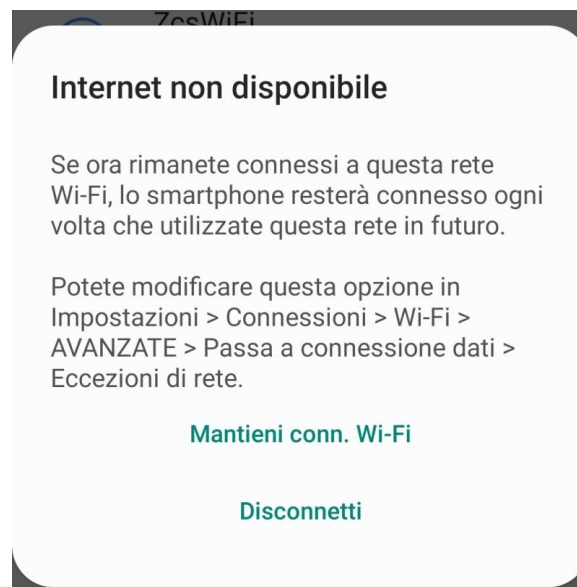 ZcsWiFi
Internet non disponibile
Se ora rimanete connessi a questa rete
Wi-Fi, lo smartphone resterà connesso ogni
volta che utilizzate questa rete in futuro.
Potete modificare questa opzione in
Impostazioni > Connessioni > Wi-Fi >
AVANZATE > Passa a connessione dati >
Eccezioni di rete.
Mantieni conn. Wi-Fi
Disconnetti